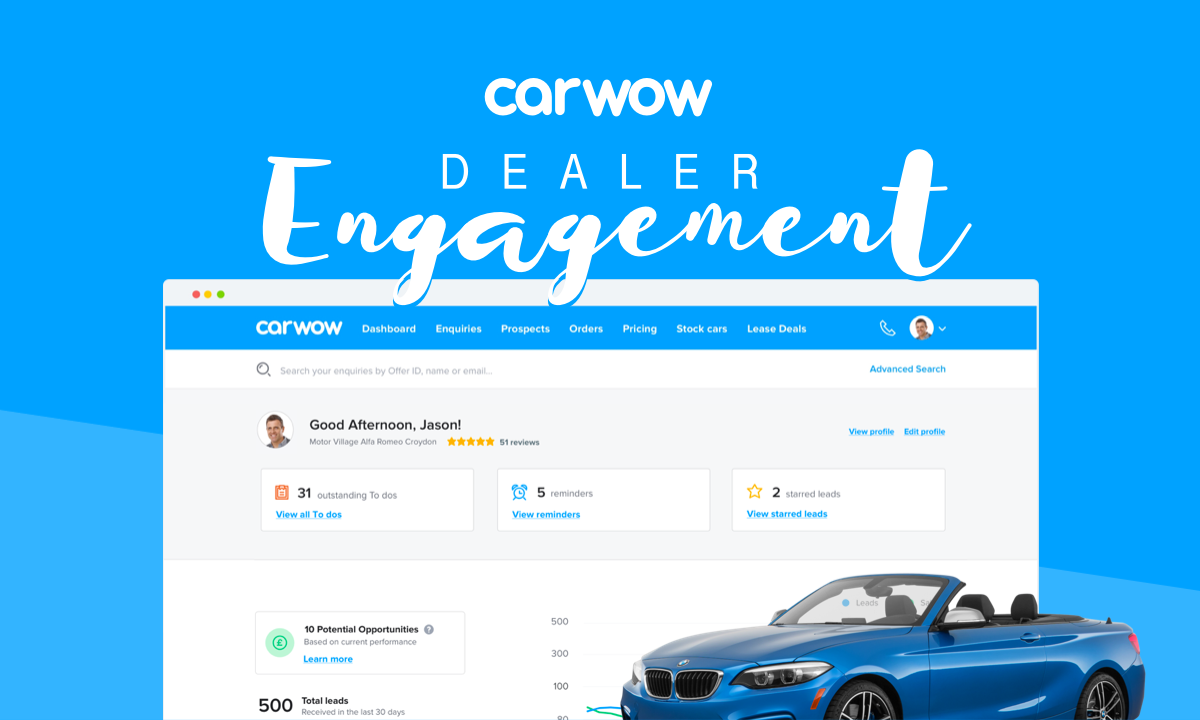 carwow
DEALER
Engagement
carwow Dashboard Enquiries Prospects Orders Pricing Stock cars Lease Deals
Search your enquiries by Offer ID, name or email... Advanced Search
Good Afternoon, Jason!
Motor Village Alfa Romeo Croydon 51 reviews
View profile Edit profile
31 outstanding To dos
View all To dos
5 reminders
View reminders
2 starred leads
View starred leads
10 Potential Opportunities ?
Based on current performance
Learn more
500 Total leads
Received in the last 30 days
Leads
500
300
100
80